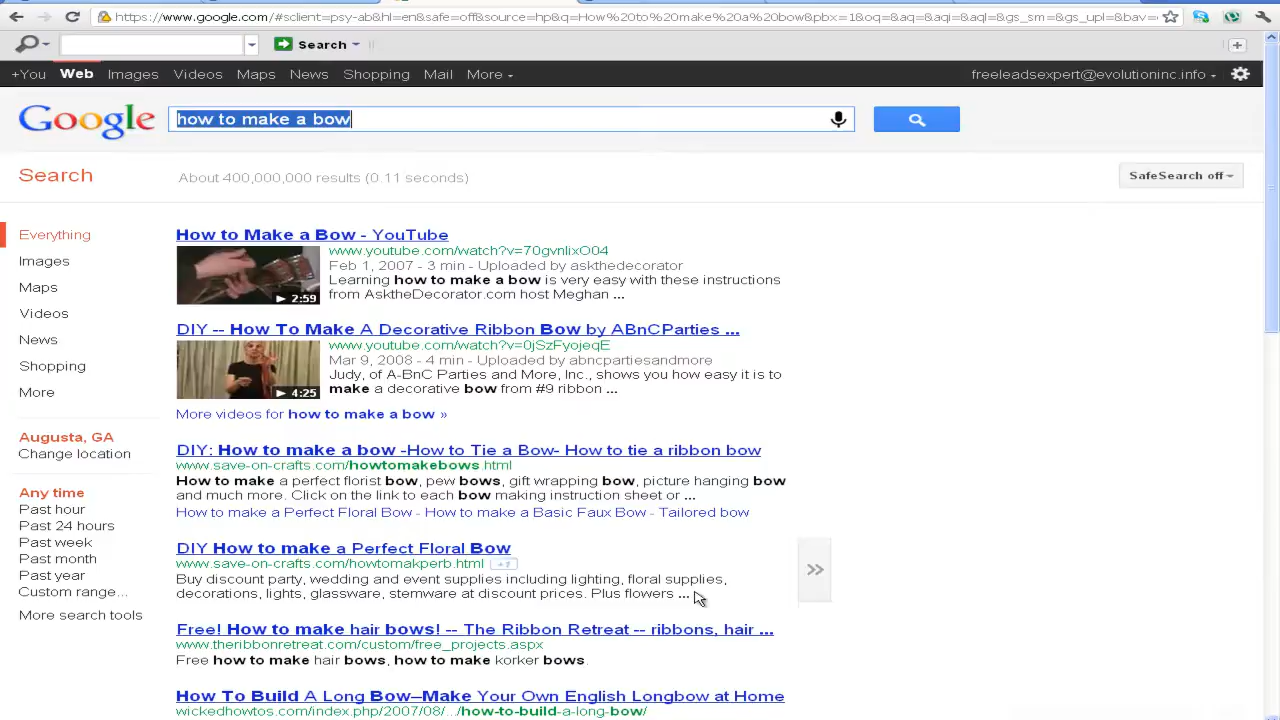 https://www.google.com/#sclient=psy-ab&hl=en&safe=off&source=hp&q=How%20to%20make%20a%20bow&pbx=1&oq=&aq=&aqi=&aql=&gs_sm=&gs_upl=&bav=
Search
+You Web Images Videos Maps News Shopping Mail More freeleadsexpert@evolutioninc.info
Google how to make a bow
Search About 400,000,000 results (0.11 seconds) SafeSearch off
Everything
Images
Maps
Videos
News
Shopping
More
Augusta, GA
Change location
Any time
Past hour
Past 24 hours
Past week
Past month
Past year
Custom range...
More search tools
How to Make a Bow - YouTube
www.youtube.com/watch?v=70gvnlixO04
Feb 1, 2007 - 3 min - Uploaded by askthedecorator
Learning how to make a bow is very easy with these instructions
from AsktheDecorator.com host Meghan ...
2:59
DIY -- How To Make A Decorative Ribbon Bow by ABnCParties ...
www.youtube.com/watch?v=0jSzFyojeqE
Mar 9, 2008 - 4 min - Uploaded by abncpartiesandmore
Judy, of A-BnC Parties and More, Inc., shows you how easy it is to
make a decorative bow from #9 ribbon ...
4:25
More videos for how to make a bow »
DIY: How to make a bow -How to Tie a Bow- How to tie a ribbon bow
www.save-on-crafts.com/howtomakebows.html
How to make a perfect florist bow, pew bows, gift wrapping bow, picture hanging bow
and much more. Click on the link to each bow making instruction sheet or ...
How to make a Perfect Floral Bow - How to make a Basic Faux Bow - Tailored bow
DIY How to make a Perfect Floral Bow
www.save-on-crafts.com/howtomakperb.html +1
Buy discount party, wedding and event supplies including lighting, floral supplies,
decorations, lights, glassware, stemware at discount prices. Plus flowers ...
Free! How to make hair bows! -- The Ribbon Retreat -- ribbons, hair ...
www.theribbonretreat.com/custom/free_projects.aspx
Free how to make hair bows, how to make korker bows.
How To Build A Long Bow–Make Your Own English Longbow at Home
wickedhowtos.com/index.php/2007/08/.../how-to-build-a-long-bow/